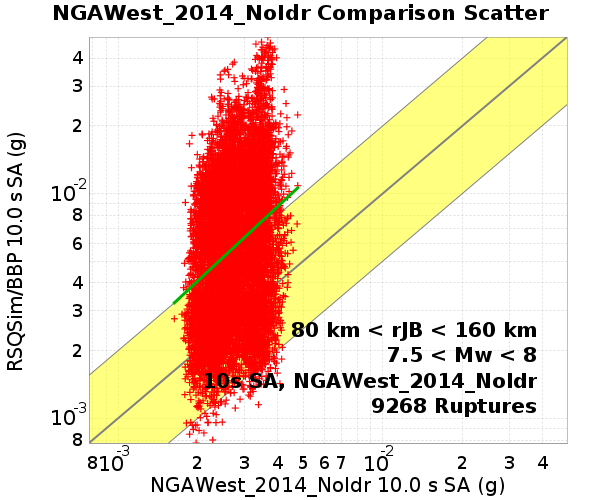 NGAWest_2014_NoIdr Comparison Scatter
RSQSim/BBP 10.0 s SA (g)
4
3
2
10-2
8
6
4
3
2
10-3
8
80 km < rJB < 160 km
7.5 < Mw < 8
10s SA, NGAWest_2014_NoIdr
9268 Ruptures
8 10-3 2 3 4 5 6 7 10-2 2 3 4
NGAWest_2014_NoIdr 10.0 s SA (g)